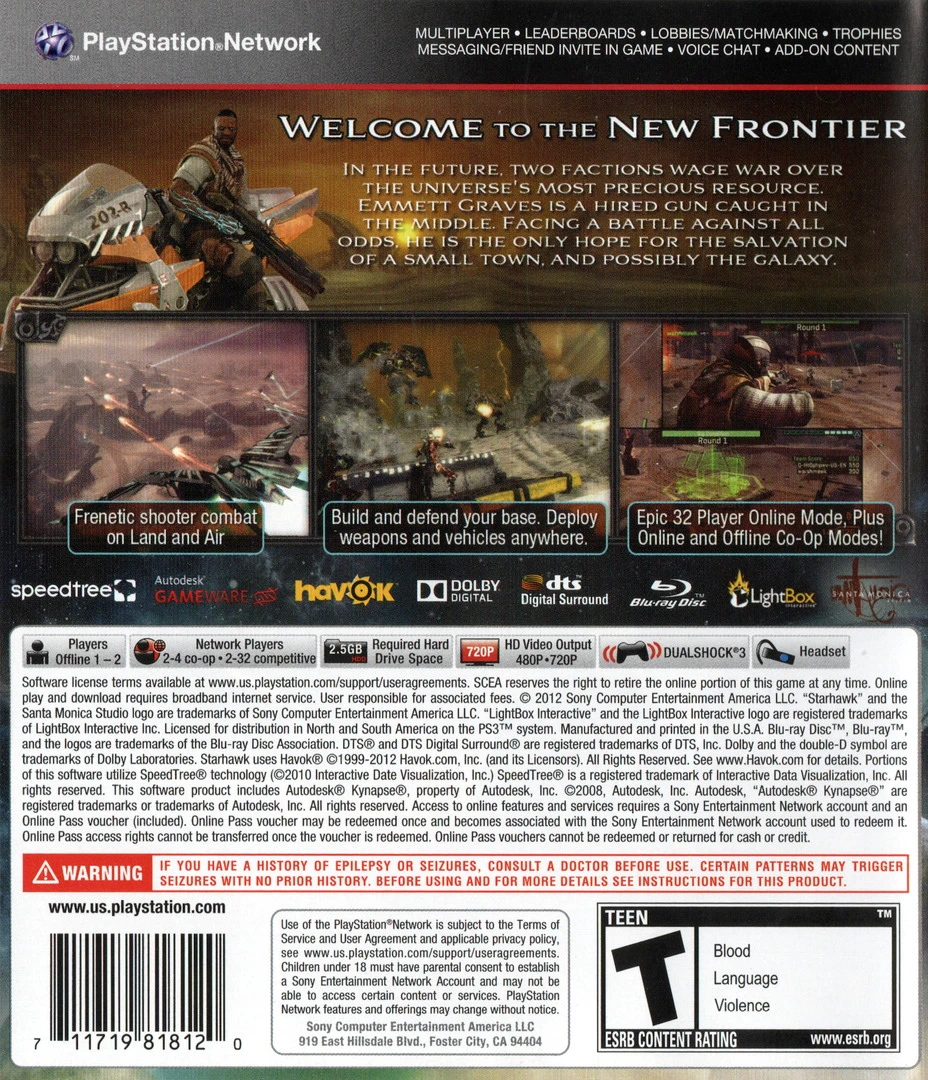 PlayStation®Network
SM
MULTIPLAYER • LEADERBOARDS • LOBBIES/MATCHMAKING • TROPHIES
MESSAGING/FRIEND INVITE IN GAME • VOICE CHAT • ADD-ON CONTENT
WELCOME TO THE NEW FRONTIER
IN THE FUTURE, TWO FACTIONS WAGE WAR OVER
THE UNIVERSE'S MOST PRECIOUS RESOURCE.
EMMETT GRAVES IS A HIRED GUN CAUGHT IN
THE MIDDLE. FACING A BATTLE AGAINST ALL
ODDS, HE IS THE ONLY HOPE FOR THE SALVATION
OF A SMALL TOWN, AND POSSIBLY THE GALAXY.
202-R
Round 1
Round 1
Frenetic shooter combat
on Land and Air
Build and defend your base. Deploy
weapons and vehicles anywhere.
Epic 32 Player Online Mode, Plus
Online and Offline Co-Op Modes!
speedtree
Autodesk®
GAMEWARE
havok™
DOLBY
DIGITAL
dts
Digital Surround
Blu-ray Disc™
LightBox
interactive
SANTA MONICA
Players
Offline 1 – 2
Network Players
2-4 co-op • 2-32 competitive
2.5GB
HDD
Required Hard
Drive Space
720P
HD Video Output
480P • 720P
DUALSHOCK®3
Headset
Software license terms available at www.us.playstation.com/support/useragreements. SCEA reserves the right to retire the online portion of this game at any time. Online
play and download requires broadband internet service. User responsible for associated fees. © 2012 Sony Computer Entertainment America LLC. “Starhawk” and the
Santa Monica Studio logo are trademarks of Sony Computer Entertainment America LLC. “LightBox Interactive” and the LightBox Interactive logo are registered trademarks
of LightBox Interactive Inc. Licensed for distribution in North and South America on the PS3™ system. Manufactured and printed in the U.S.A. Blu-ray Disc™, Blu-ray™,
and the logos are trademarks of the Blu-ray Disc Association. DTS® and DTS Digital Surround® are registered trademarks of DTS, Inc. Dolby and the double-D symbol are
trademarks of Dolby Laboratories. Starhawk uses Havok® ©1999-2012 Havok.com, Inc. (and its Licensors). All Rights Reserved. See www.Havok.com for details. Portions
of this software utilize SpeedTree® technology (©2010 Interactive Data Visualization, Inc.) SpeedTree® is a registered trademark of Interactive Data Visualization, Inc. All
rights reserved. This software product includes Autodesk® Kynapse®, property of Autodesk, Inc. ©2008, Autodesk, Inc. Autodesk, “Autodesk® Kynapse®” are
registered trademarks or trademarks of Autodesk, Inc. All rights reserved. Access to online features and services requires a Sony Entertainment Network account and an
Online Pass voucher (included). Online Pass voucher may be redeemed once and becomes associated with the Sony Entertainment Network account used to redeem it.
Online Pass access rights cannot be transferred once the voucher is redeemed. Online Pass vouchers cannot be redeemed or returned for cash or credit.
WARNING
IF YOU HAVE A HISTORY OF EPILEPSY OR SEIZURES, CONSULT A DOCTOR BEFORE USE. CERTAIN PATTERNS MAY TRIGGER
SEIZURES WITH NO PRIOR HISTORY. BEFORE USING AND FOR MORE DETAILS SEE INSTRUCTIONS FOR THIS PRODUCT.
www.us.playstation.com
7 11719 81812 0
Use of the PlayStation®Network is subject to the Terms of
Service and User Agreement and applicable privacy policy,
see www.us.playstation.com/support/useragreements.
Children under 18 must have parental consent to establish
a Sony Entertainment Network Account and may not be
able to access certain content or services. PlayStation
Network features and offerings may change without notice.
Sony Computer Entertainment America LLC
919 East Hillsdale Blvd., Foster City, CA 94404
TEEN
TM
T
Blood
Language
Violence
ESRB CONTENT RATING
www.esrb.org